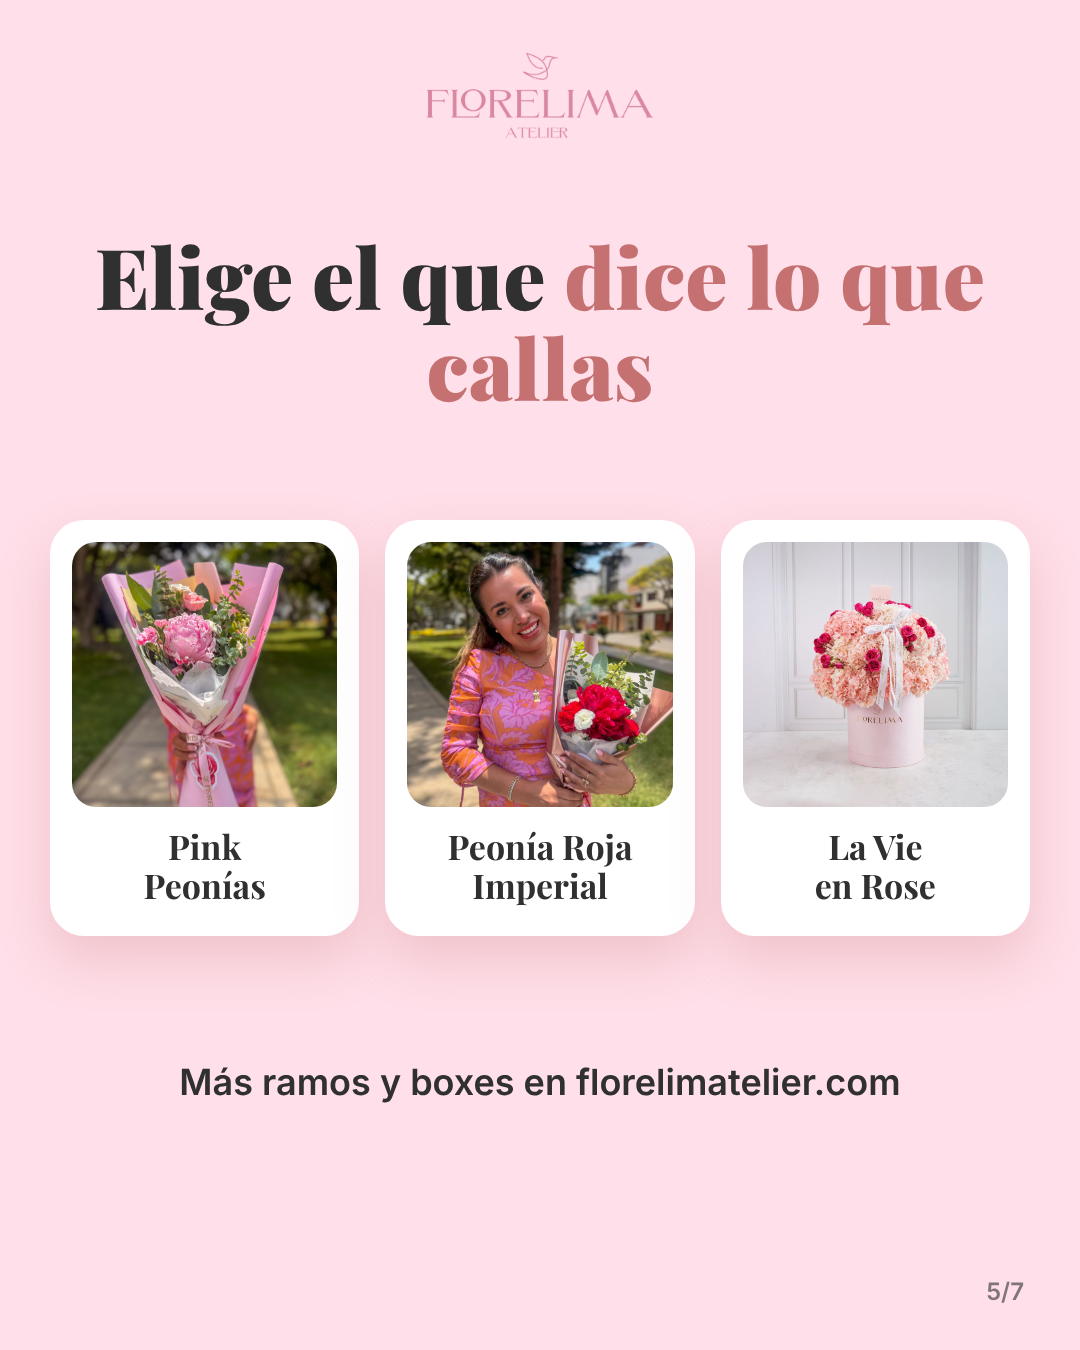 FLORELIMA
ATELIER
Elige el que dice lo que
callas
FLORELIMA
Pink
Peonías
Peonía Roja
Imperial
La Vie
en Rose
Más ramos y boxes en florelimatelier.com
5/7